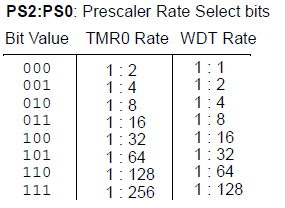 PS2:PS0: Prescaler Rate Select bits
Bit Value TMR0 Rate WDT Rate
000 1 : 2 1 : 1
001 1 : 4 1 : 2
010 1 : 8 1 : 4
011 1 : 16 1 : 8
100 1 : 32 1 : 16
101 1 : 64 1 : 32
110 1 : 128 1 : 64
111 1 : 256 1 : 128